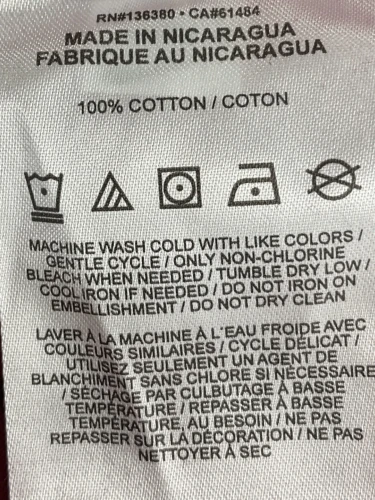 RN#136380 • CA#61484
MADE IN NICARAGUA
FABRIQUE AU NICARAGUA
100% COTTON / COTON
MACHINE WASH COLD WITH LIKE COLORS /
GENTLE CYCLE / ONLY NON-CHLORINE
BLEACH WHEN NEEDED / TUMBLE DRY LOW /
COOL IRON IF NEEDED / DO NOT IRON ON
EMBELLISHMENT / DO NOT DRY CLEAN
LAVER À LA MACHINE À L'EAU FROIDE AVEC
COULEURS SIMILAIRES / CYCLE DÉLICAT /
UTILISEZ SEULEMENT UN AGENT DE
BLANCHIMENT SANS CHLORE SI NÉCESSAIRE
/ SÉCHAGE PAR CULBUTAGE À BASSE
TEMPÉRATURE / REPASSER À BASSE
TEMPÉRATURE, AU BESOIN / NE PAS
REPASSER SUR LA DÉCORATION / NE PAS
NETTOYER À SEC